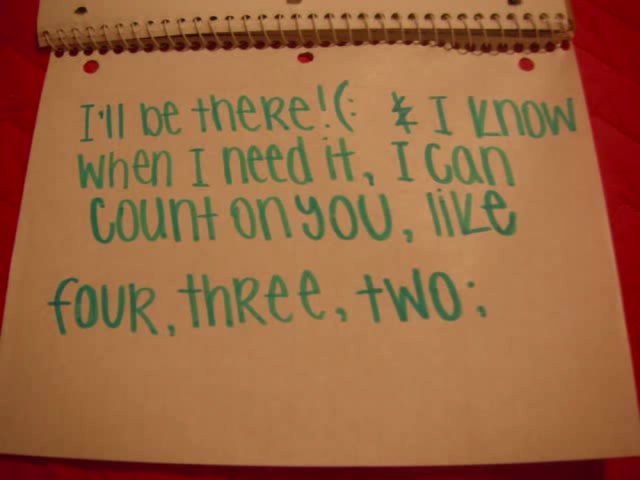 I'll be there!(: & I know
when I need it, I can
count on you, like
four, three, two;